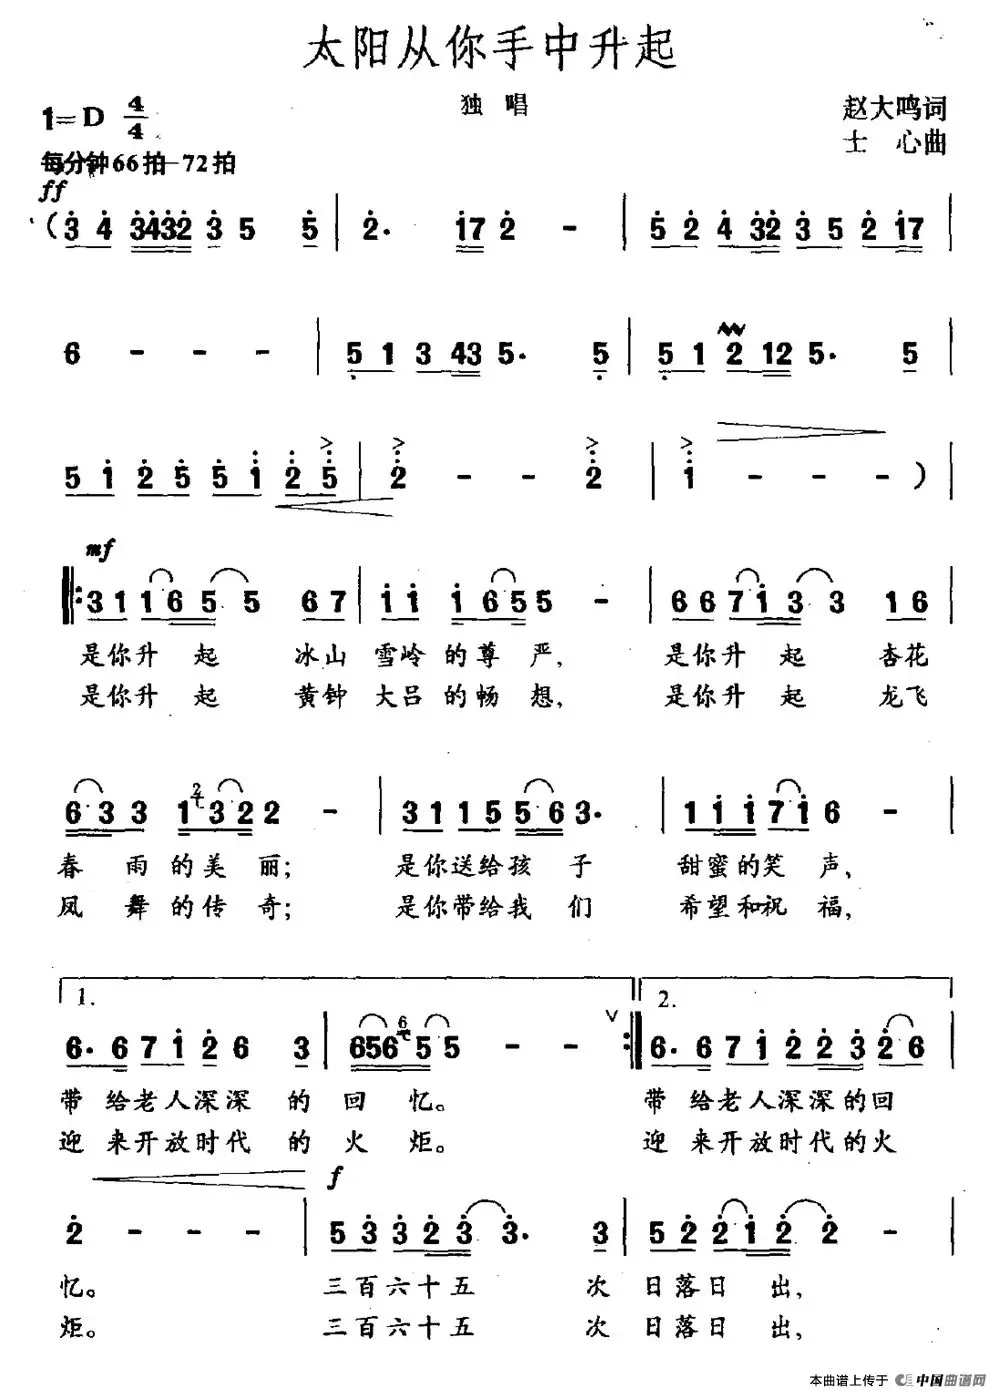 太阳从你手中升起
独 唱
1=D 4/4
赵大鸣词
士 心曲
每分钟66拍-72拍
ff
(3 4 3432 3 5 5 | 2. 17 2 - | 5 2 4 32 3 5 2 17 |
6 - - - | 5 1 3 43 5. 5 | 5 1 2 12 5. 5 |
5 1 2 5 5 1 2 5 | 2 - - 2 | 1 - - - ) |
mf
3 1 1 6 5 5 6 7 | 1 1 1 6 5 5 - | 6 6 7 1 3 3 1 6 |
是你升 起 冰山 雪岭的尊 严, 是你升 起 杏花
是你升 起 黄钟 大吕的畅 想, 是你升 起 龙飞
6 3 3 1 3 2 2 - | 3 1 1 5 5 6 3. | 1 1 1 7 1 6 - |
春 雨的美 丽; 是你送给孩 子 甜蜜的笑 声,
凤 舞的传 奇; 是你带给我 们 希望和祝 福,
1. 2.
6. 6 7 1 2 6 3 | 656 5 5 - - :| 6. 6 7 1 2 2 3 2 6 |
带 给老人深深 的 回 忆。 带 给老人深深的回
迎 来开放时代 的 火 炬。 迎 来开放时代的火
f
2 - - - | 5 3 3 2 3 3. 3 | 5 2 2 1 2 2 - |
忆。 三百六十五 次 日落日 出,
炬。 三百六十五 次 日落日 出,
本曲谱上传于 中国曲谱网